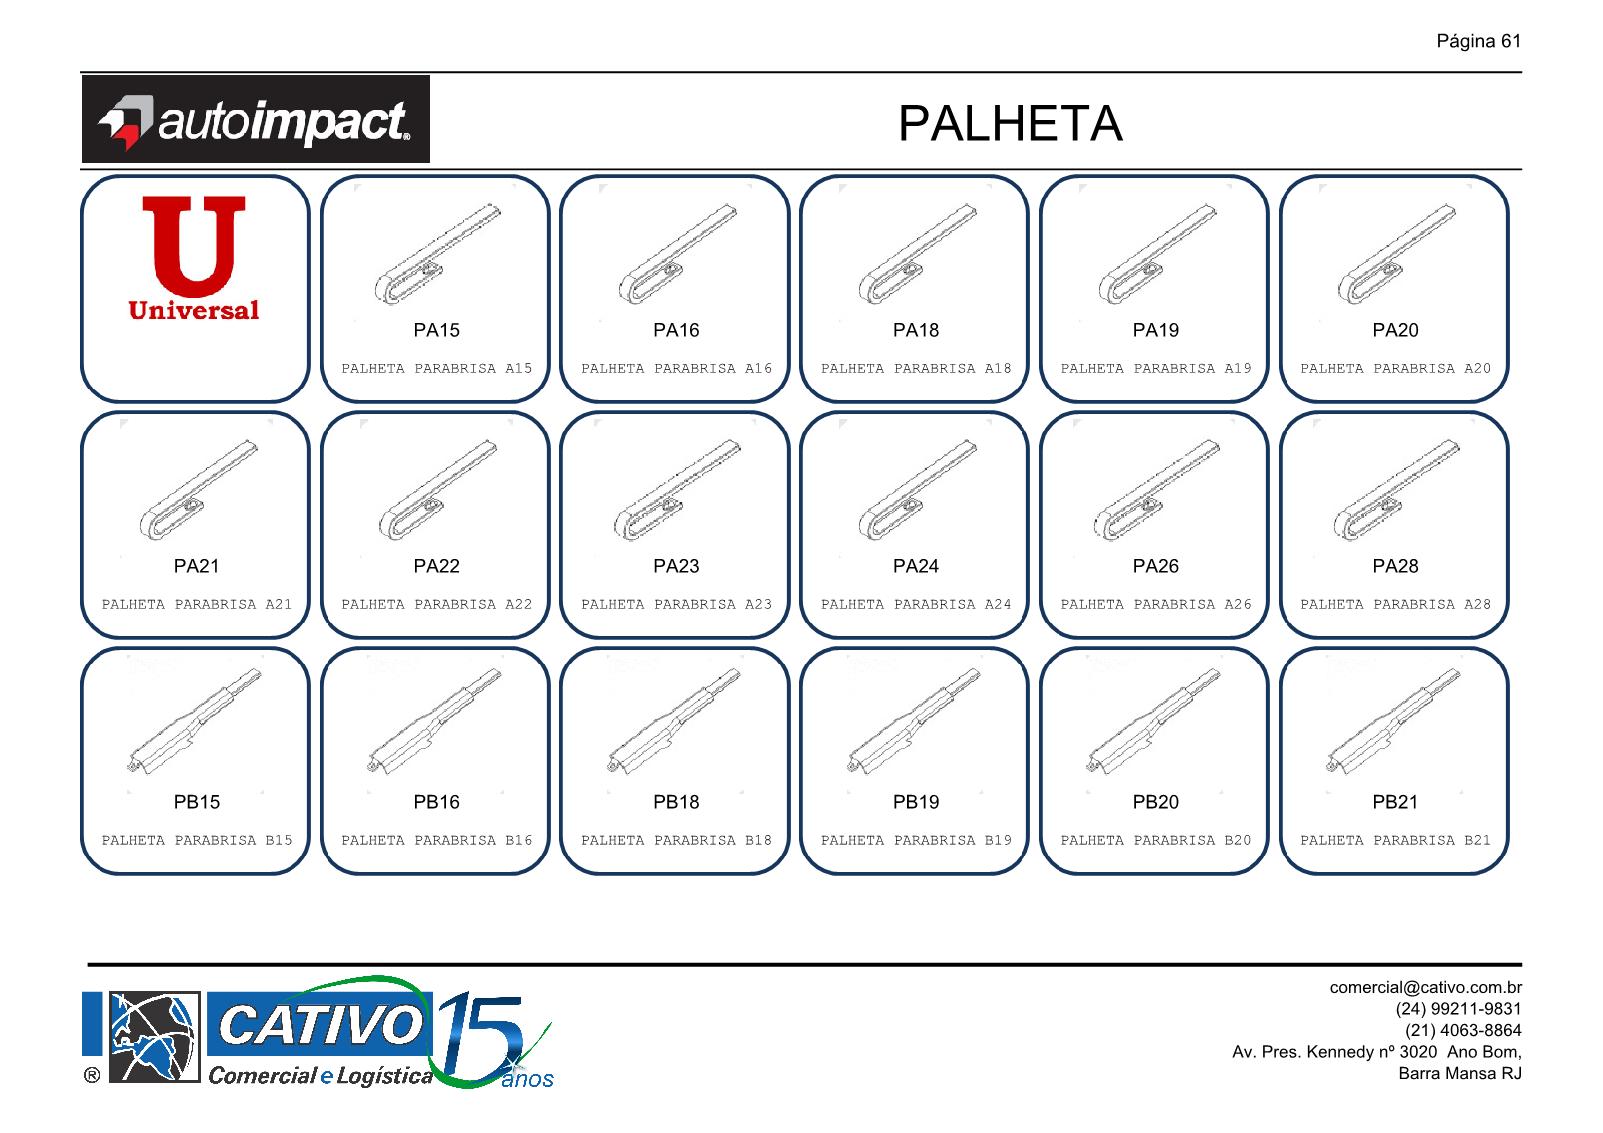 Página 61
autoimpact®
PALHETA
U
Universal
PA15
PALHETA PARABRISA A15
PA16
PALHETA PARABRISA A16
PA18
PALHETA PARABRISA A18
PA19
PALHETA PARABRISA A19
PA20
PALHETA PARABRISA A20
PA21
PALHETA PARABRISA A21
PA22
PALHETA PARABRISA A22
PA23
PALHETA PARABRISA A23
PA24
PALHETA PARABRISA A24
PA26
PALHETA PARABRISA A26
PA28
PALHETA PARABRISA A28
PB15
PALHETA PARABRISA B15
PB16
PALHETA PARABRISA B16
PB18
PALHETA PARABRISA B18
PB19
PALHETA PARABRISA B19
PB20
PALHETA PARABRISA B20
PB21
PALHETA PARABRISA B21
CATIVO 15
® Comercial e Logística anos
comercial@cativo.com.br
(24) 99211-9831
(21) 4063-8864
Av. Pres. Kennedy nº 3020 Ano Bom,
Barra Mansa RJ